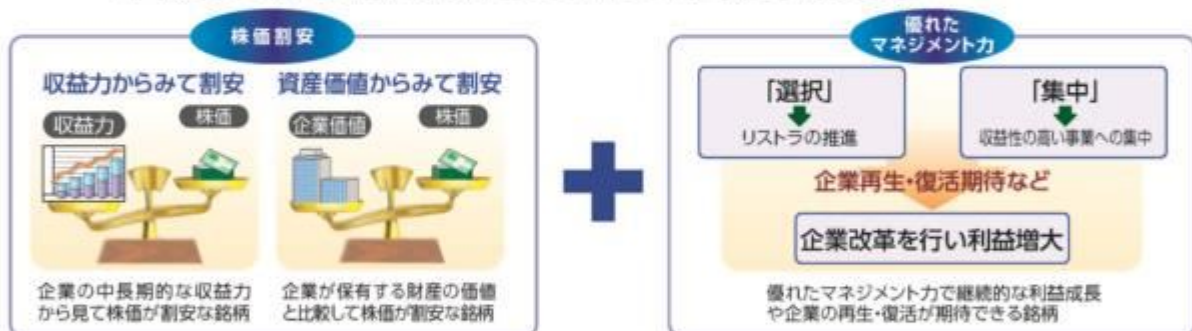 株価割安
収益力からみて割安
資産価値からみて割安
収益力
株価
企業価値
株価
企業の中長期的な収益力
から見て株価が割安な銘柄
企業が保有する財産の価値
と比較して株価が割安な銘柄
優れた
マネジメント力
「選択」
リストラの推進
「集中」
収益性の高い事業への集中
企業再生・復活期待など
企業改革を行い利益増大
優れたマネジメント力で継続的な利益成長
や企業の再生・復活が期待できる銘柄